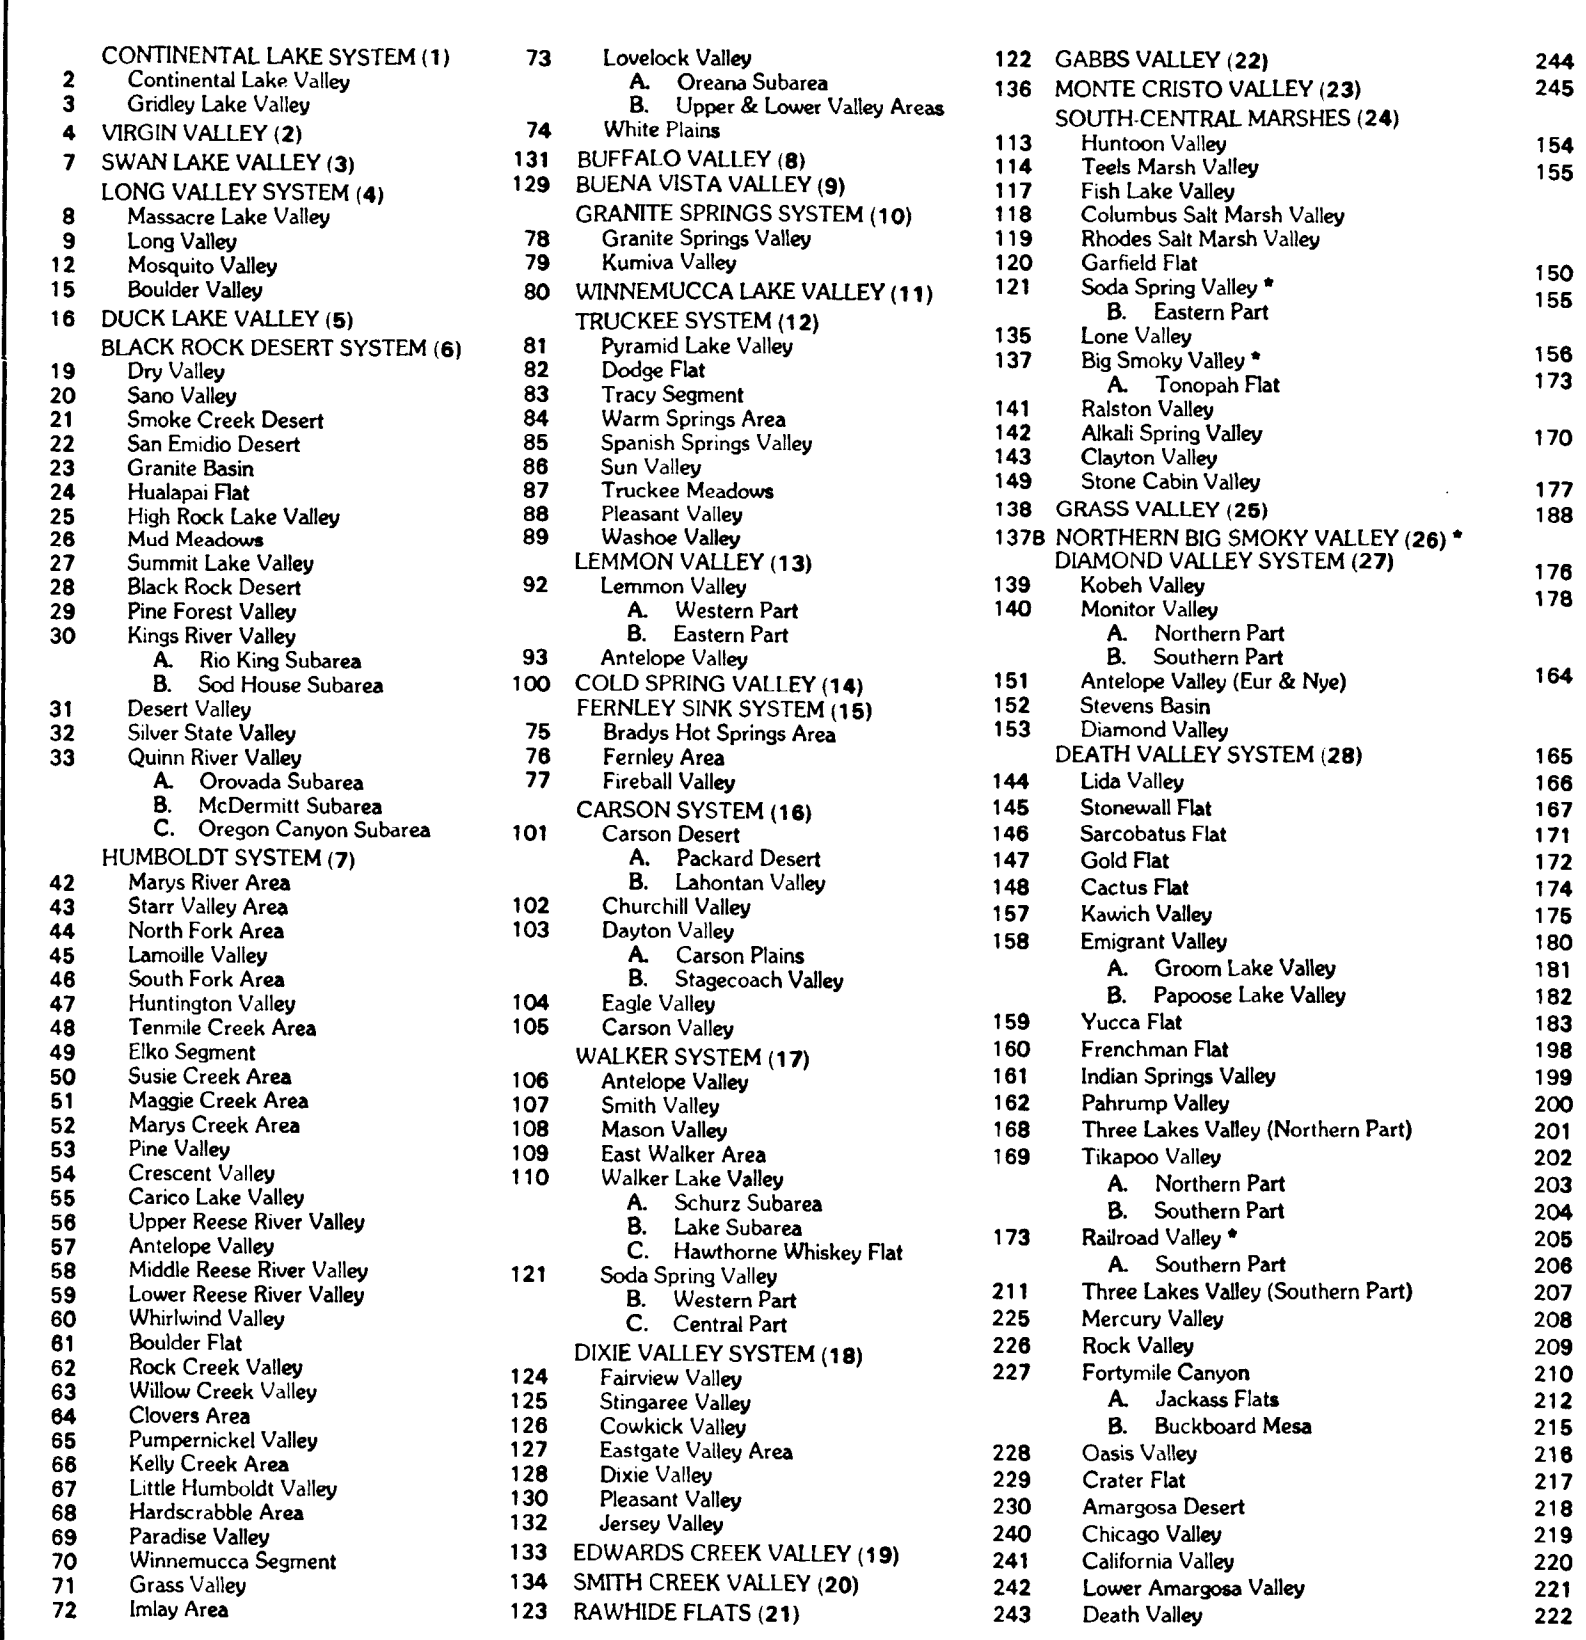 CONTINENTAL LAKE SYSTEM (1)
2 Continental Lake Valley
3 Gridley Lake Valley
4 VIRGIN VALLEY (2)
7 SWAN LAKE VALLEY (3)
LONG VALLEY SYSTEM (4)
8 Massacre Lake Valley
9 Long Valley
12 Mosquito Valley
15 Boulder Valley
16 DUCK LAKE VALLEY (5)
BLACK ROCK DESERT SYSTEM (6)
19 Dry Valley
20 Sano Valley
21 Smoke Creek Desert
22 San Emidio Desert
23 Granite Basin
24 Hualapai Flat
25 High Rock Lake Valley
26 Mud Meadows
27 Summit Lake Valley
28 Black Rock Desert
29 Pine Forest Valley
30 Kings River Valley
A. Rio King Subarea
B. Sod House Subarea
31 Desert Valley
32 Silver State Valley
33 Quinn River Valley
A. Orovada Subarea
B. McDermitt Subarea
C. Oregon Canyon Subarea
HUMBOLDT SYSTEM (7)
42 Marys River Area
43 Starr Valley Area
44 North Fork Area
45 Lamoille Valley
46 South Fork Area
47 Huntington Valley
48 Tenmile Creek Area
49 Elko Segment
50 Susie Creek Area
51 Maggie Creek Area
52 Marys Creek Area
53 Pine Valley
54 Crescent Valley
55 Carico Lake Valley
56 Upper Reese River Valley
57 Antelope Valley
58 Middle Reese River Valley
59 Lower Reese River Valley
60 Whirlwind Valley
61 Boulder Flat
62 Rock Creek Valley
63 Willow Creek Valley
64 Clovers Area
65 Pumpernickel Valley
66 Kelly Creek Area
67 Little Humboldt Valley
68 Hardscrabble Area
69 Paradise Valley
70 Winnemucca Segment
71 Grass Valley
72 Imlay Area
73 Lovelock Valley
A. Oreana Subarea
B. Upper & Lower Valley Areas
74 White Plains
131 BUFFALO VALLEY (8)
129 BUENA VISTA VALLEY (9)
GRANITE SPRINGS SYSTEM (10)
78 Granite Springs Valley
79 Kumiva Valley
80 WINNEMUCCA LAKE VALLEY (11)
TRUCKEE SYSTEM (12)
81 Pyramid Lake Valley
82 Dodge Flat
83 Tracy Segment
84 Warm Springs Area
85 Spanish Springs Valley
86 Sun Valley
87 Truckee Meadows
88 Pleasant Valley
89 Washoe Valley
LEMMON VALLEY (13)
92 Lemmon Valley
A. Western Part
B. Eastern Part
93 Antelope Valley
100 COLD SPRING VALLEY (14)
FERNLEY SINK SYSTEM (15)
75 Bradys Hot Springs Area
76 Fernley Area
77 Fireball Valley
CARSON SYSTEM (16)
101 Carson Desert
A. Packard Desert
B. Lahontan Valley
102 Churchill Valley
103 Dayton Valley
A. Carson Plains
B. Stagecoach Valley
104 Eagle Valley
105 Carson Valley
WALKER SYSTEM (17)
106 Antelope Valley
107 Smith Valley
108 Mason Valley
109 East Walker Area
110 Walker Lake Valley
A. Schurz Subarea
B. Lake Subarea
C. Hawthorne Whiskey Flat
121 Soda Spring Valley
B. Western Part
C. Central Part
DIXIE VALLEY SYSTEM (18)
124 Fairview Valley
125 Stingaree Valley
126 Cowkick Valley
127 Eastgate Valley Area
128 Dixie Valley
130 Pleasant Valley
132 Jersey Valley
133 EDWARDS CREEK VALLEY (19)
134 SMITH CREEK VALLEY (20)
123 RAWHIDE FLATS (21)
122 GABBS VALLEY (22)
136 MONTE CRISTO VALLEY (23)
SOUTH-CENTRAL MARSHES (24)
113 Huntoon Valley
114 Teels Marsh Valley
117 Fish Lake Valley
118 Columbus Salt Marsh Valley
119 Rhodes Salt Marsh Valley
120 Garfield Flat
121 Soda Spring Valley *
B. Eastern Part
135 Lone Valley
137 Big Smoky Valley *
A. Tonopah Flat
141 Ralston Valley
142 Alkali Spring Valley
143 Clayton Valley
149 Stone Cabin Valley
138 GRASS VALLEY (25)
137B NORTHERN BIG SMOKY VALLEY (26) *
DIAMOND VALLEY SYSTEM (27)
139 Kobeh Valley
140 Monitor Valley
A. Northern Part
B. Southern Part
151 Antelope Valley (Eur & Nye)
152 Stevens Basin
153 Diamond Valley
DEATH VALLEY SYSTEM (28)
144 Lida Valley
145 Stonewall Flat
146 Sarcobatus Flat
147 Gold Flat
148 Cactus Flat
157 Kawich Valley
158 Emigrant Valley
A. Groom Lake Valley
B. Papoose Lake Valley
159 Yucca Flat
160 Frenchman Flat
161 Indian Springs Valley
162 Pahrump Valley
168 Three Lakes Valley (Northern Part)
169 Tikapoo Valley
A. Northern Part
B. Southern Part
173 Railroad Valley *
A. Southern Part
211 Three Lakes Valley (Southern Part)
225 Mercury Valley
226 Rock Valley
227 Fortymile Canyon
A. Jackass Flats
B. Buckboard Mesa
228 Oasis Valley
229 Crater Flat
230 Amargosa Desert
240 Chicago Valley
241 California Valley
242 Lower Amargosa Valley
243 Death Valley
244
245
154
155
150
155
156
173
170
177
188
176
178
164
165
166
167
171
172
174
175
180
181
182
183
198
199
200
201
202
203
204
205
206
207
208
209
210
212
215
216
217
218
219
220
221
222